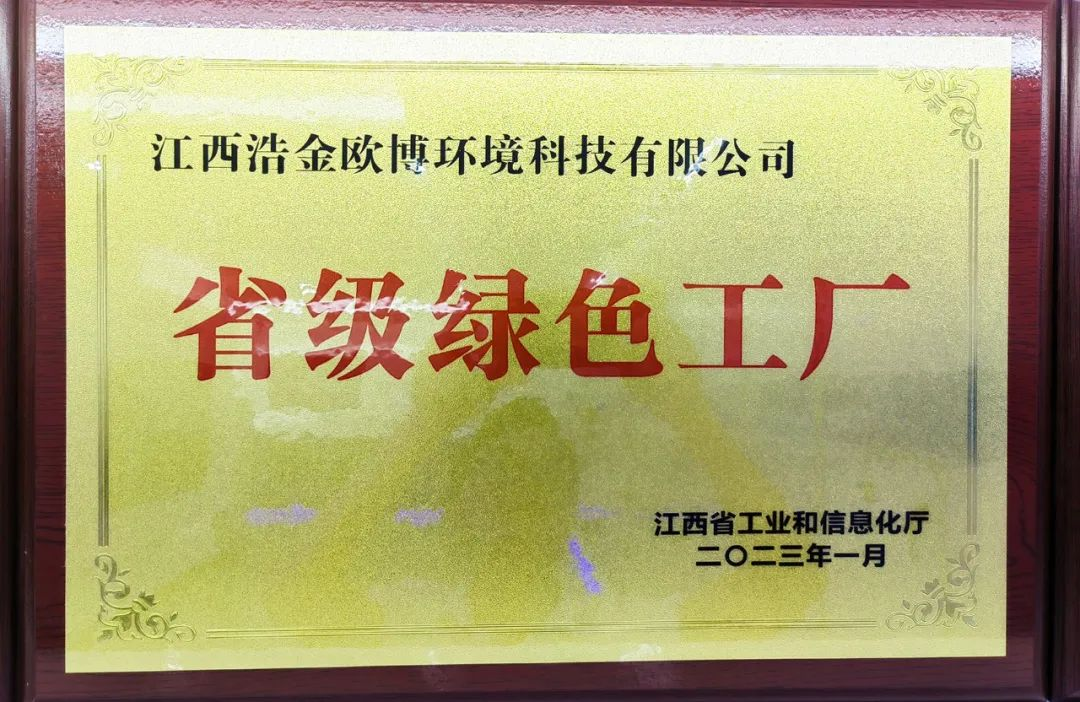 江西浩金欧博环境科技有限公司
省级绿色工厂
江西省工业和信息化厅
二〇二三年一月